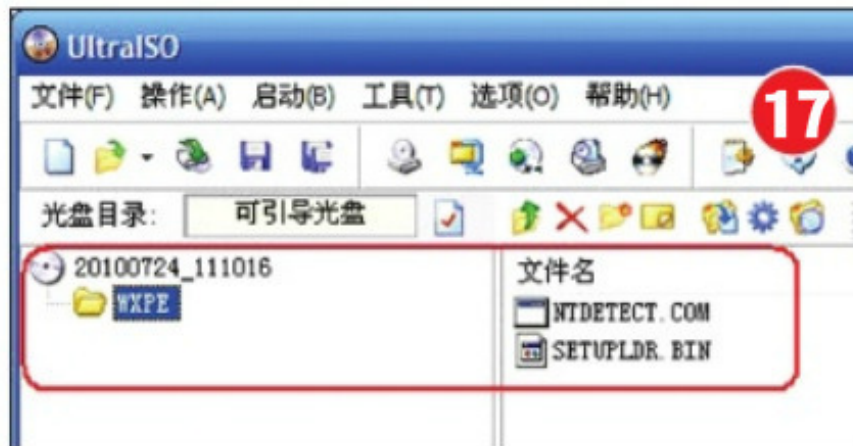 UltraISO
文件(F) 操作(A) 启动(B) 工具(T) 选项(O) 帮助(H)
17
光盘目录: 可引导光盘
20100724_111016 文件名
WXPE NTDETECT.COM
SETUPLDR.BIN